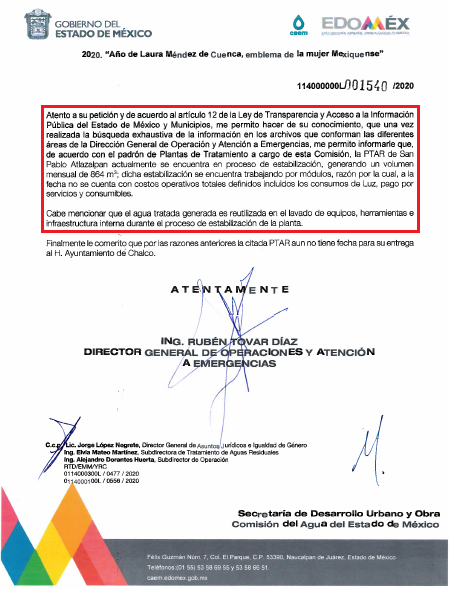 GOBIERNO DEL
ESTADO DE MÉXICO
caem
EDOMÉX
2020. "Año de Laura Méndez de Cuenca, emblema de la mujer Mexiquense"
114000000L/001540 /2020
Atento a su petición y de acuerdo al artículo 12 de la Ley de Transparencia y Acceso a la Información
Pública del Estado de México y Municipios, me permito hacer de su conocimiento, que una vez
realizada la búsqueda exhaustiva de la información en los archivos que conforman las diferentes
áreas de la Dirección General de Operación y Atención a Emergencias, me permito informarle que,
de acuerdo con el padrón de Plantas de Tratamiento a cargo de esta Comisión, la PTAR de San
Pablo Atlazalpan actualmente se encuentra en proceso de estabilización, generando un volumen
mensual de 864 m³; dicha estabilización se encuentra trabajando por módulos, razón por la cual, a la
fecha no se cuenta con costos operativos totales definidos incluidos los consumos de Luz, pago por
servicios y consumibles.
Cabe mencionar que el agua tratada generada es reutilizada en el lavado de equipos, herramientas e
infraestructura interna durante el proceso de estabilización de la planta.
Finalmente le comerito que por las razones anteriores la citada PTAR aun no tiene fecha para su entrega
al H. Ayuntamiento de Chalco.
ATENTAMENTE
ING. RUBÉN TOVAR DÍAZ
DIRECTOR GENERAL DE OPERACIONES Y ATENCIÓN
A EMERGENCIAS
C.c.p. Lic. Jorge López Negrete, Director General de Asuntos Jurídicos e Igualdad de Género
Ing. Elvia Mateo Martínez, Subdirectora de Tratamiento de Aguas Residuales
Ing. Alejandro Dorantes Huerta, Subdirector de Operación
RTD/EMM/YRC
0114000300L / 0477 / 2020
0114000100L / 0556 / 2020
Secretaría de Desarrollo Urbano y Obra
Comisión del Agua del Estado de México
Félix Guzmán Núm. 7, Col. El Parque, C.P. 53390, Naucalpan de Juárez, Estado de México
Teléfonos:(01 55) 53 58 69 55 y 53 58 66 51.
caem.edomex.gob.mx